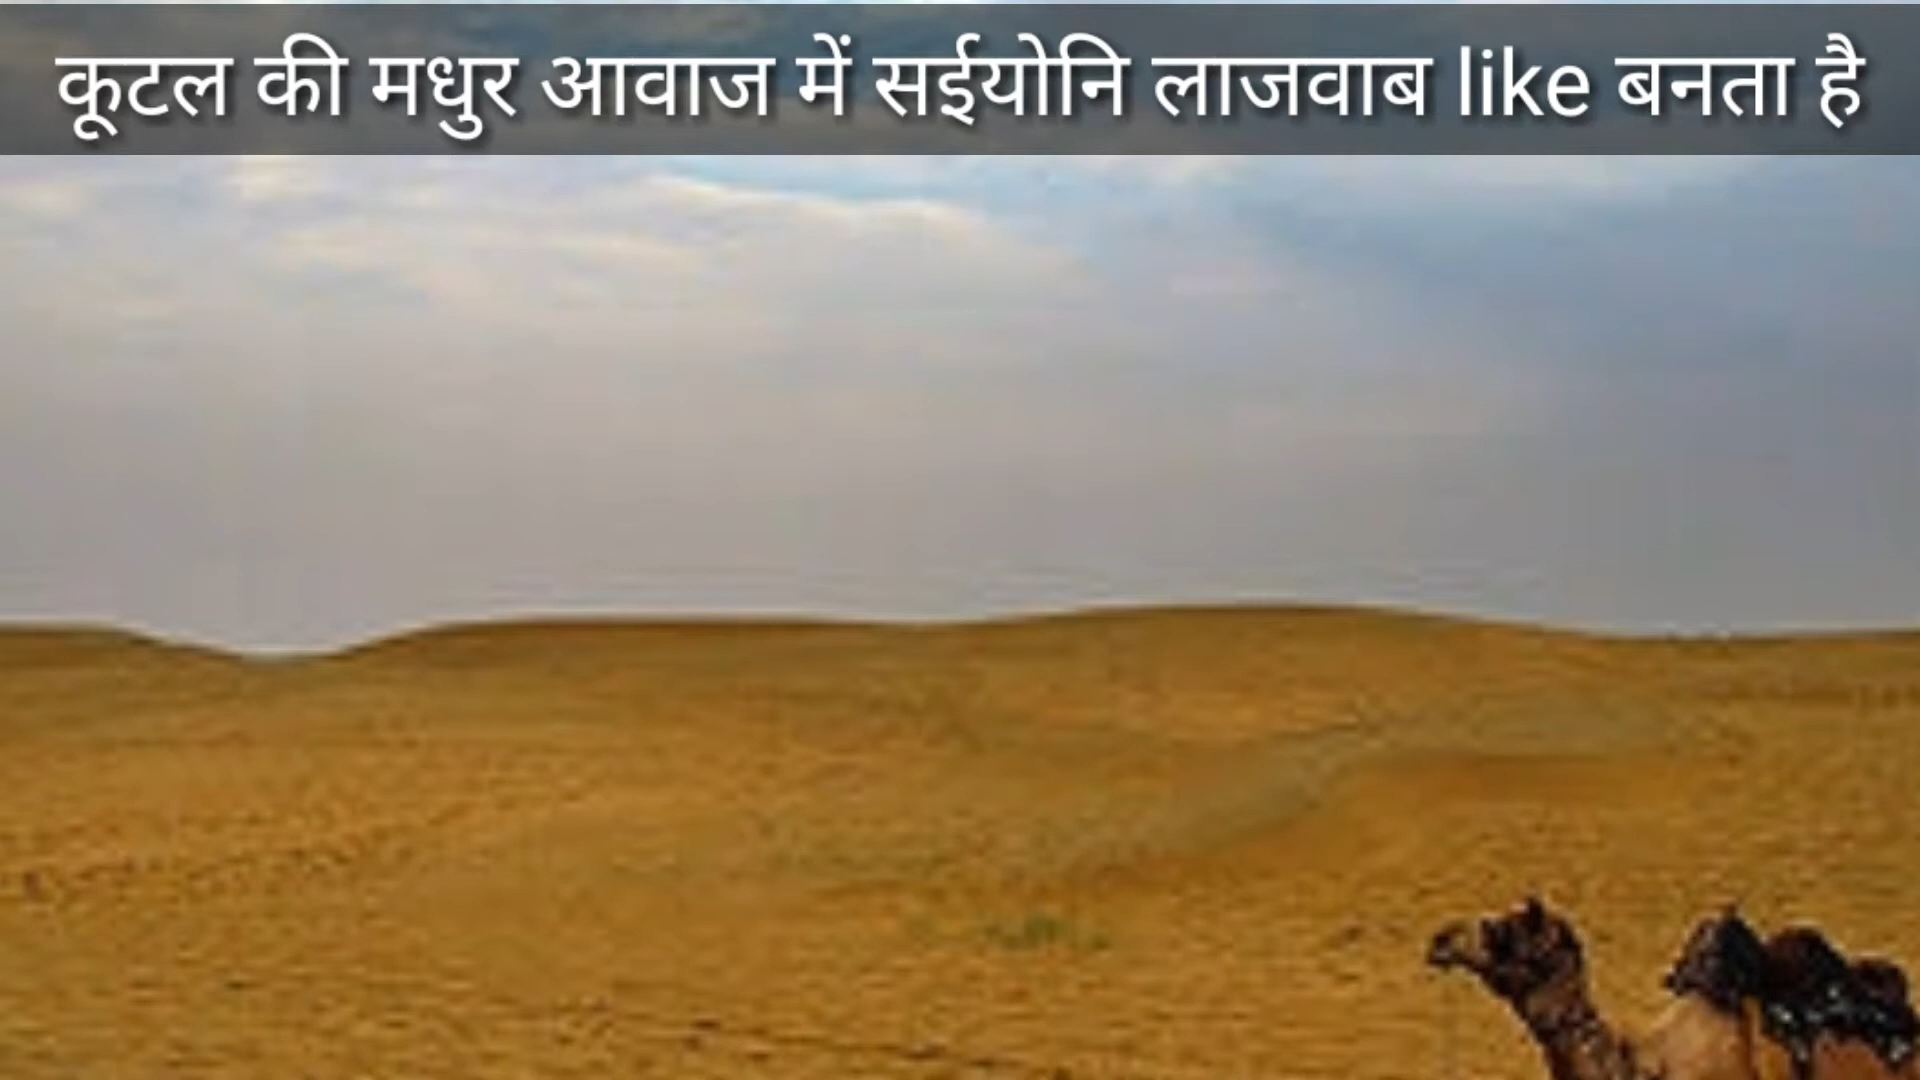 कूटल की मधुर आवाज में सईयोनि लाजवाब like बनता है